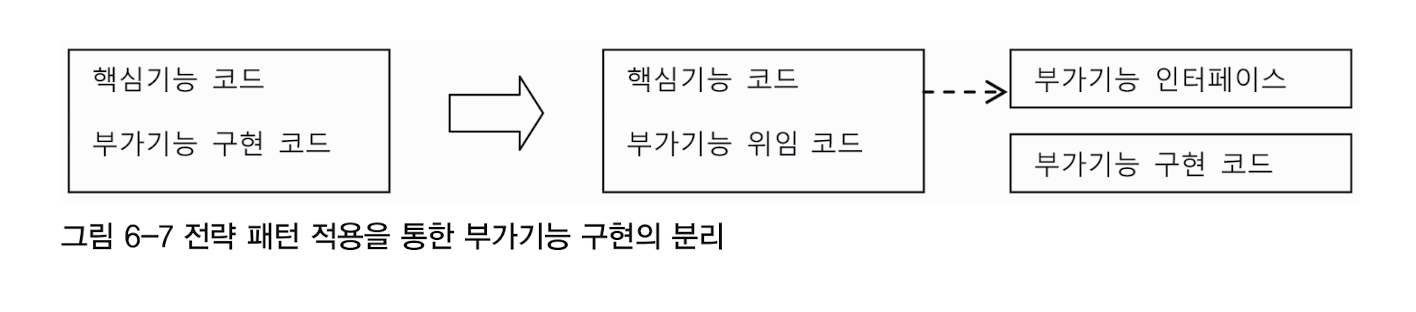 핵심기능 코드
부가기능 구현 코드
핵심기능 코드
부가기능 위임 코드
부가기능 인터페이스
부가기능 구현 코드
그림 6-7 전략 패턴 적용을 통한 부가기능 구현의 분리